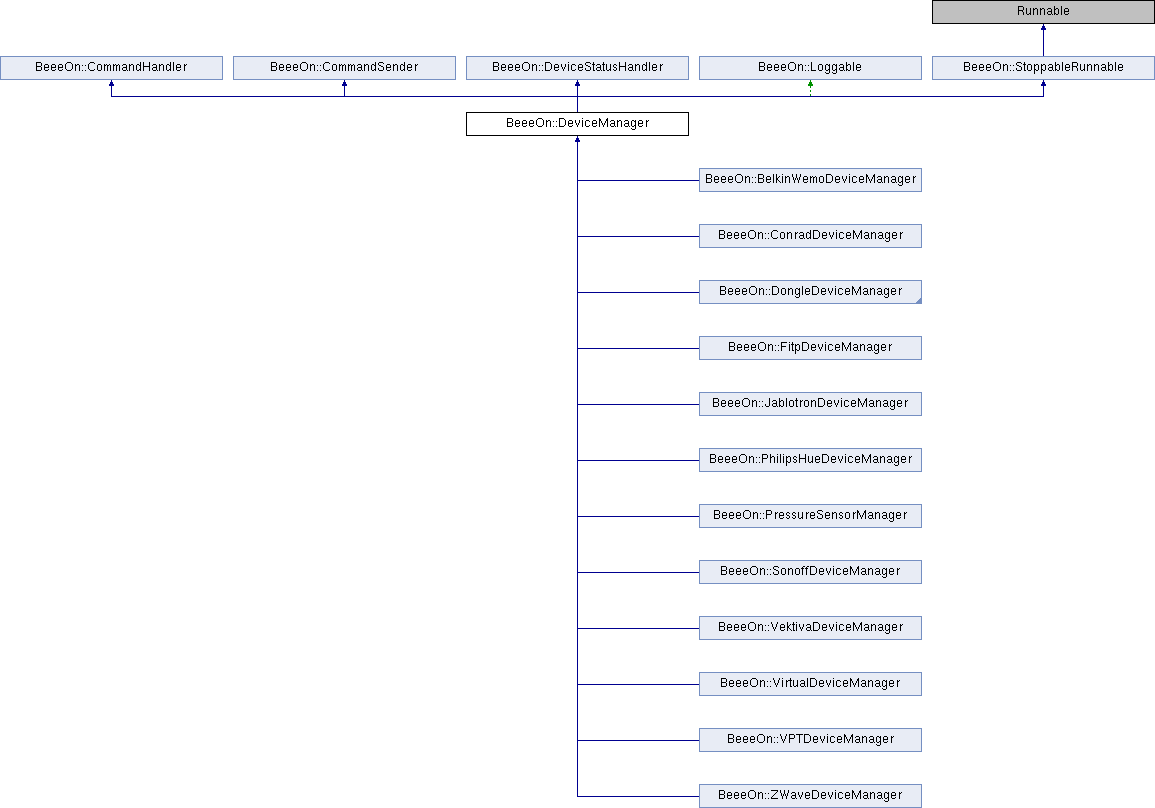 Runnable
BeeeOn::CommandHandler
BeeeOn::CommandSender
BeeeOn::DeviceStatusHandler
BeeeOn::Loggable
BeeeOn::StoppableRunnable
BeeeOn::DeviceManager
BeeeOn::BelkinWemoDeviceManager
BeeeOn::ConradDeviceManager
BeeeOn::DongleDeviceManager
BeeeOn::FitpDeviceManager
BeeeOn::JablotronDeviceManager
BeeeOn::PhilipsHueDeviceManager
BeeeOn::PressureSensorManager
BeeeOn::SonoffDeviceManager
BeeeOn::VektivaDeviceManager
BeeeOn::VirtualDeviceManager
BeeeOn::VPTDeviceManager
BeeeOn::ZWaveDeviceManager